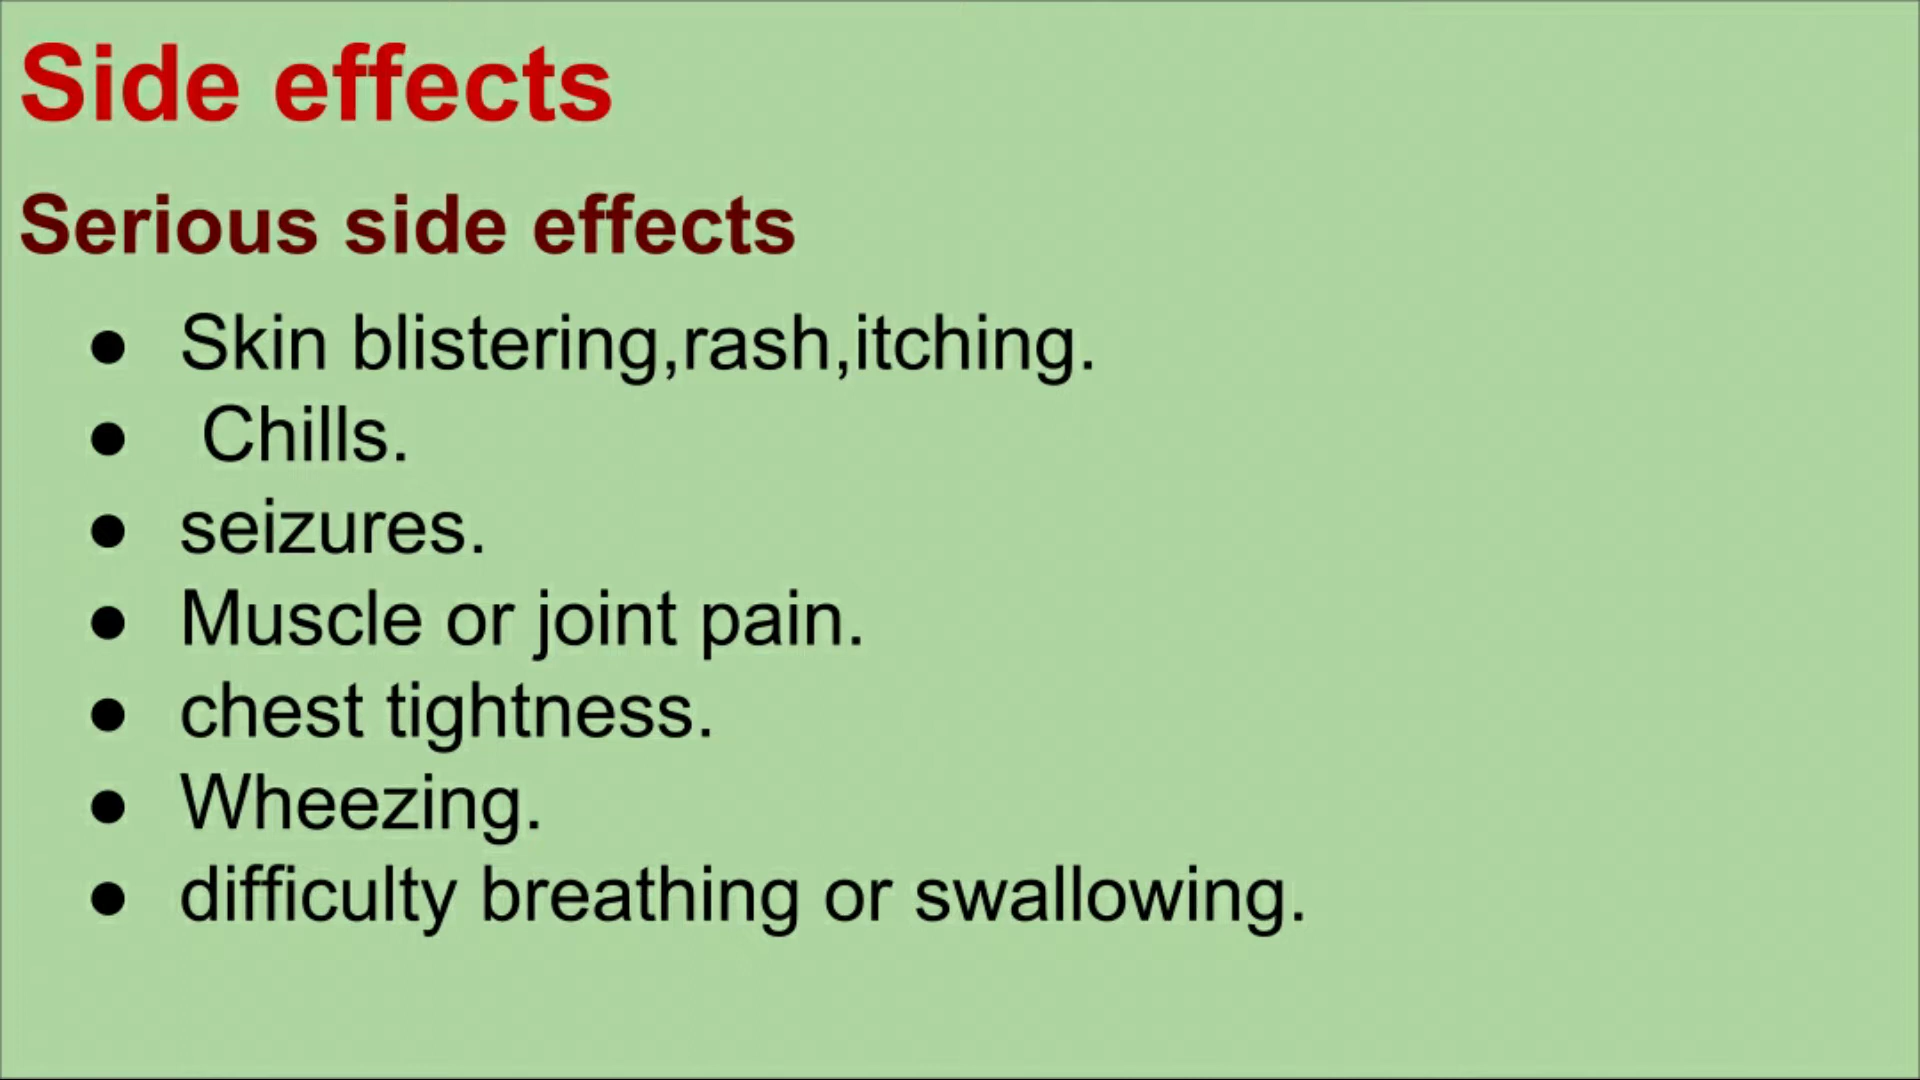 Side effects
Serious side effects
● Skin blistering,rash,itching.
● Chills.
● seizures.
● Muscle or joint pain.
● chest tightness.
● Wheezing.
● difficulty breathing or swallowing.